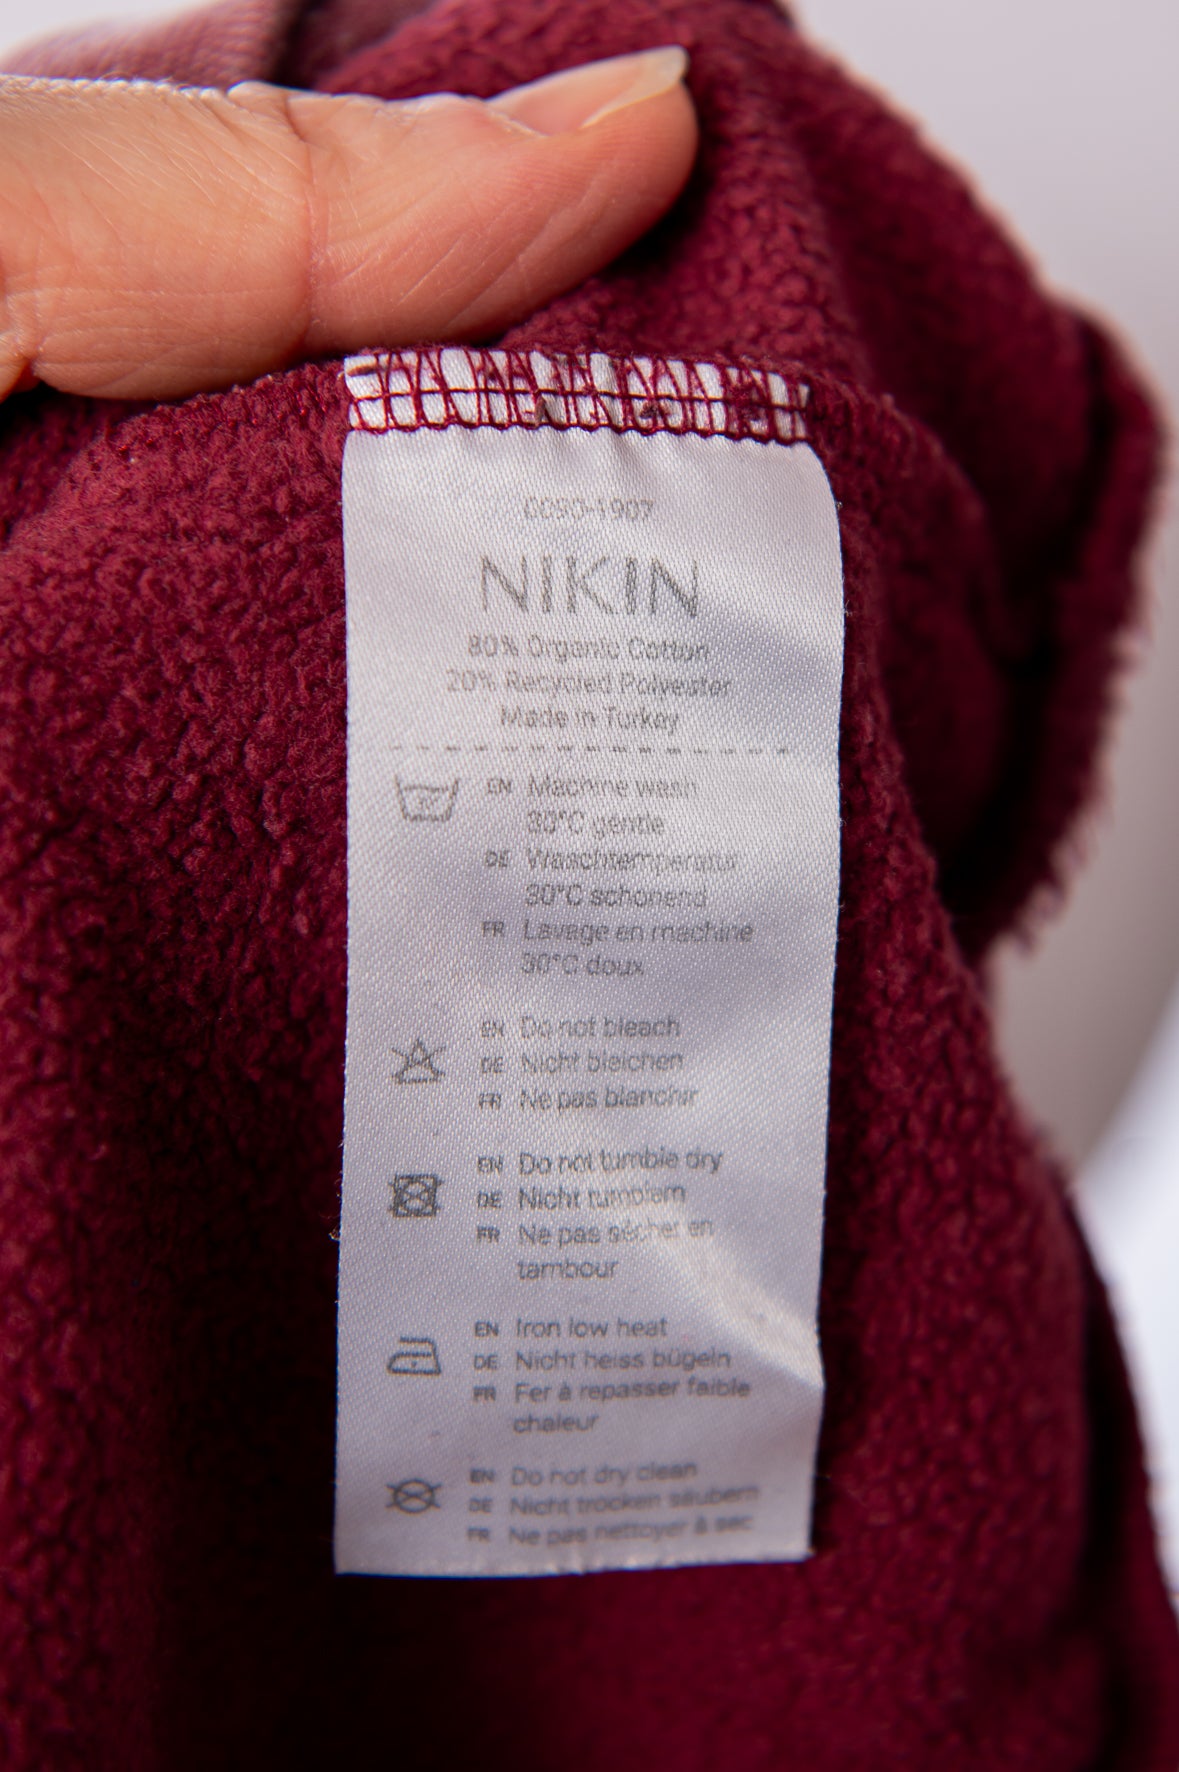 0090-1907
NIKIN
80% Organic Cotton
20% Recycled Polyester
Made in Turkey
30°
EN Machine wash
30°C gentle
DE Waschtemperatur
30°C schonend
FR Lavage en machine
30°C doux
EN Do not bleach
DE Nicht bleichen
FR Ne pas blanchir
EN Do not tumble dry
DE Nicht tumblern
FR Ne pas sécher en
tambour
EN Iron low heat
DE Nicht heiss bügeln
FR Fer à repasser faible
chaleur
EN Do not dry clean
DE Nicht trocken säubern
FR Ne pas nettoyer à sec